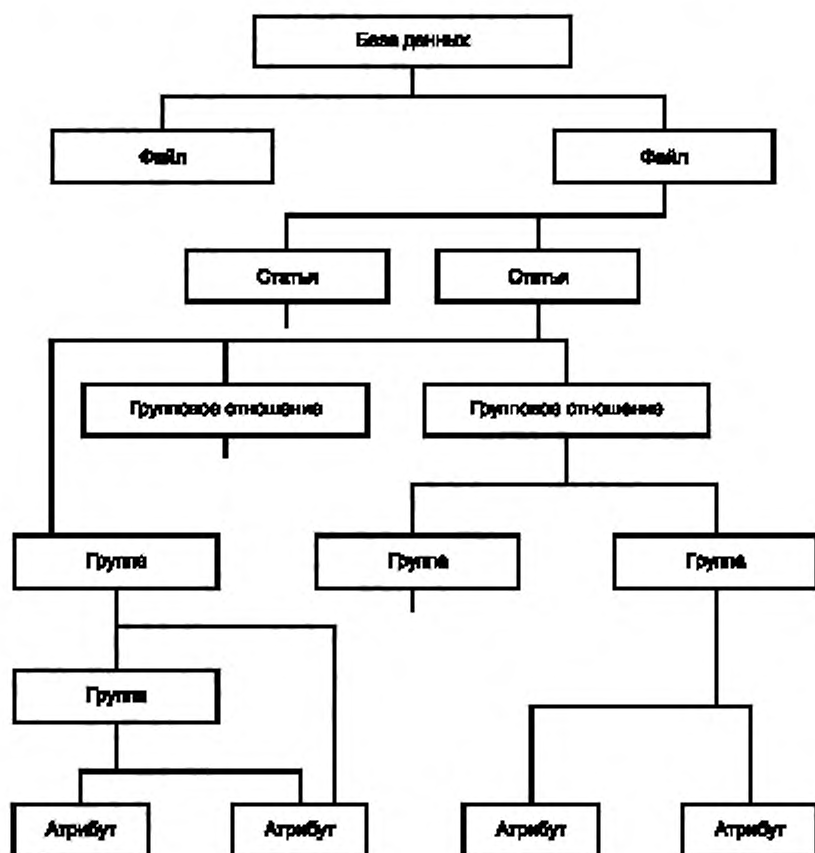 База данных
Файл
Файл
Статья
Статья
Групповое отношение
Групповое отношение
Группа
Группа
Группа
Группа
Атрибут
Атрибут
Атрибут
Атрибут